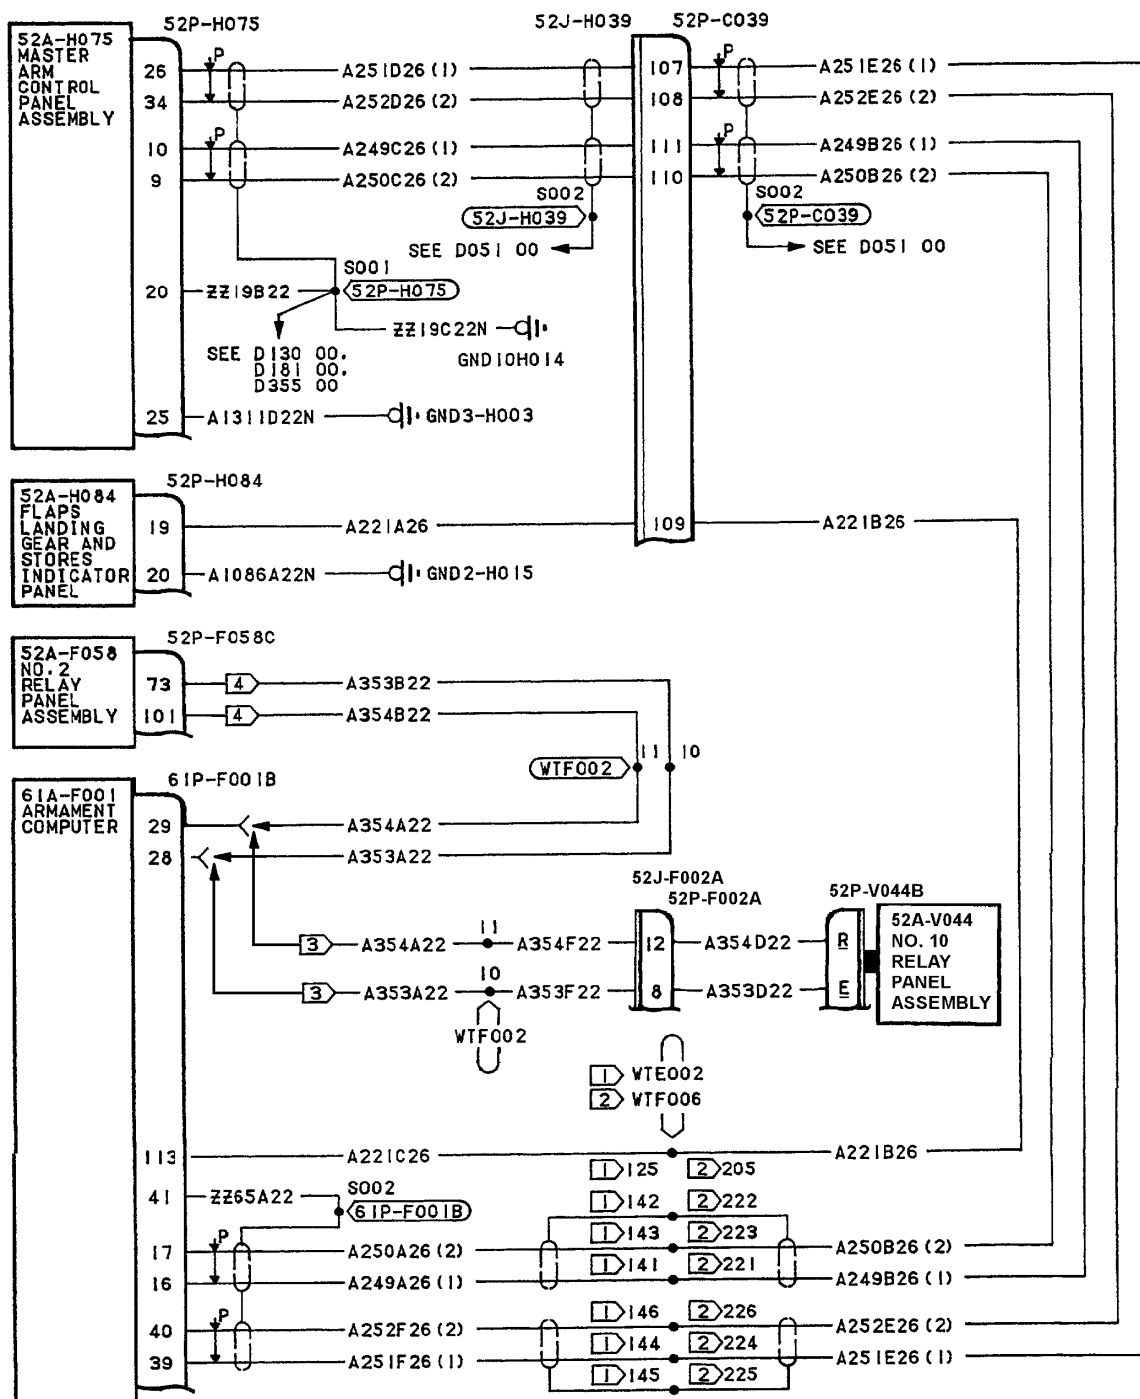 52P-H075
52J-H039 52P-C039
52A-H075
MASTER
ARM
CONTROL
PANEL
ASSEMBLY
26 P A251D26(1) 107 P A251E26(1)
34 A252D26(2) 108 A252E26(2)
10 P A249C26(1) 111 P A249B26(1)
9 A250C26(2) 110 A250B26(2)
S002 S002
52J-H039 52P-C039
SEE D051 00 SEE D051 00
S001
20 ZZ19B22 52P-H075
ZZ19C22N
GND10H014
SEE D130 00.
D181 00.
D355 00
25 A1311D22N GND3-H003
52P-H084
52A-H084
FLAPS
LANDING
GEAR AND
STORES
INDICATOR
PANEL
19 A221A26 109 A221B26
20 A1086A22N GND2-H015
52P-F058C
52A-F058
NO.2
RELAY
PANEL
ASSEMBLY
73 4 A353B22
101 4 A354B22
11 10
WTF002
61P-F001B
61A-F001
ARMAMENT
COMPUTER
29 A354A22
28 A353A22
52J-F002A
52P-F002A
52P-V044B
52A-V044
NO. 10
RELAY
PANEL
ASSEMBLY
11
3 A354A22 A354F22 12 A354D22 R
10
3 A353A22 A353F22 8 A353D22 E
WTF002
1 WTE002
2 WTF006
113 A221C26 A221B26
1 125 2 205
41 ZZ65A22 S002
61P-F001B
1 142 2 222
1 143 2 223
17 P A250A26(2) A250B26(2)
1 141 2 221
16 A249A26(1) A249B26(1)
1 146 2 226
40 P A252F26(2) A252E26(2)
1 144 2 224
39 A251F26(1) A251E26(1)
1 145 2 225